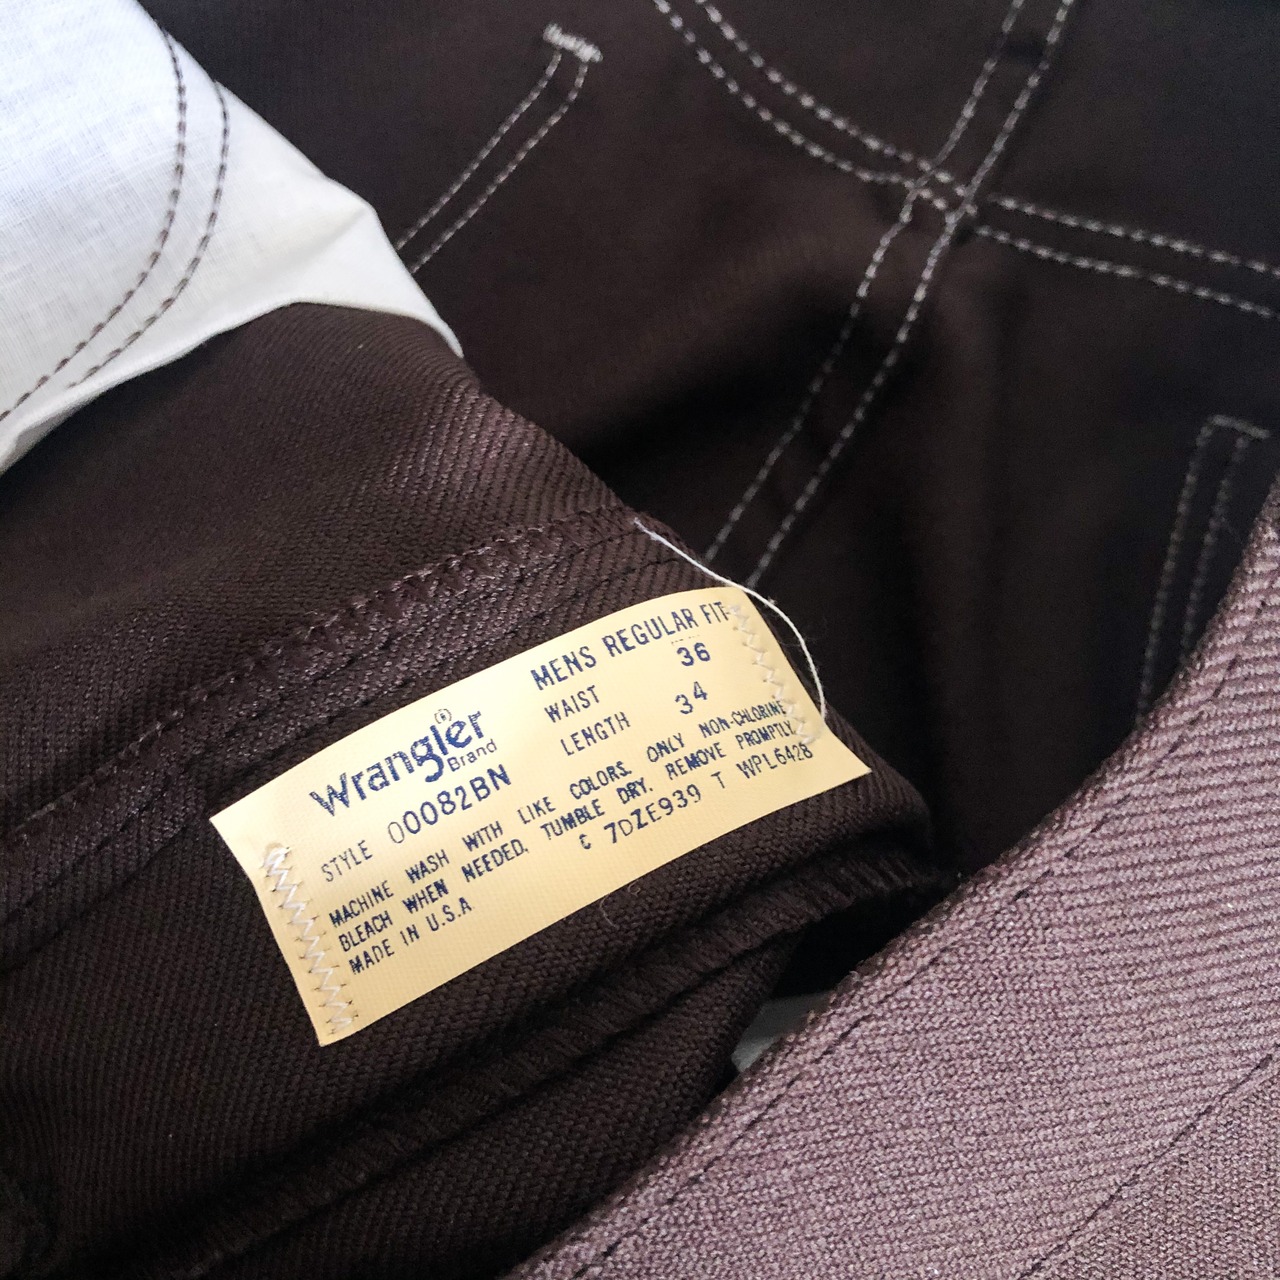 MENS REGULAR FIT
WAIST 36
LENGTH 34
Wrangler®
Brand
STYLE 00082BN
MACHINE WASH WITH LIKE COLORS. ONLY NON-CHLORINE
BLEACH WHEN NEEDED. TUMBLE DRY. REMOVE PROMPTLY.
MADE IN U.S.A
C 7DZE939 T WPL6428